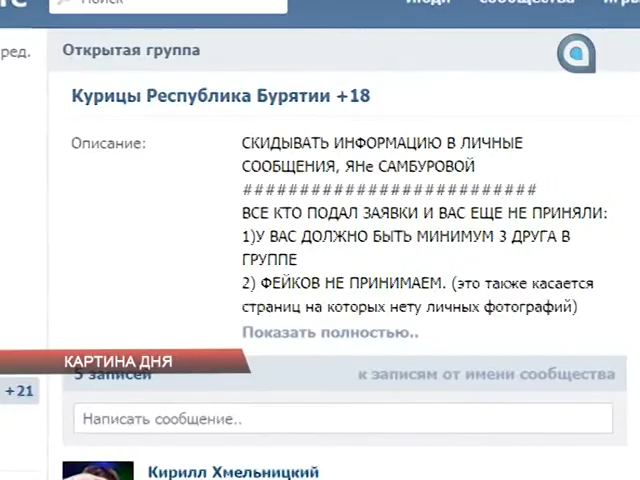 Поиск
Люди сообщества игры
ред.
Открытая группа
Курицы Республика Бурятии +18
Описание:
СКИДЫВАТЬ ИНФОРМАЦИЮ В ЛИЧНЫЕ
СООБЩЕНИЯ, ЯНе САМБУРОВОЙ
##########################
ВСЕ КТО ПОДАЛ ЗАЯВКИ И ВАС ЕЩЕ НЕ ПРИНЯЛИ:
1)У ВАС ДОЛЖНО БЫТЬ МИНИМУМ 3 ДРУГА В
ГРУППЕ
2) ФЕЙКОВ НЕ ПРИНИМАЕМ. (это также касается
страниц на которых нету личных фотографий)
Показать полностью..
КАРТИНА ДНЯ
5 записей
к записям от имени сообщества
+21
Написать сообщение..
Кирилл Хмельницкий